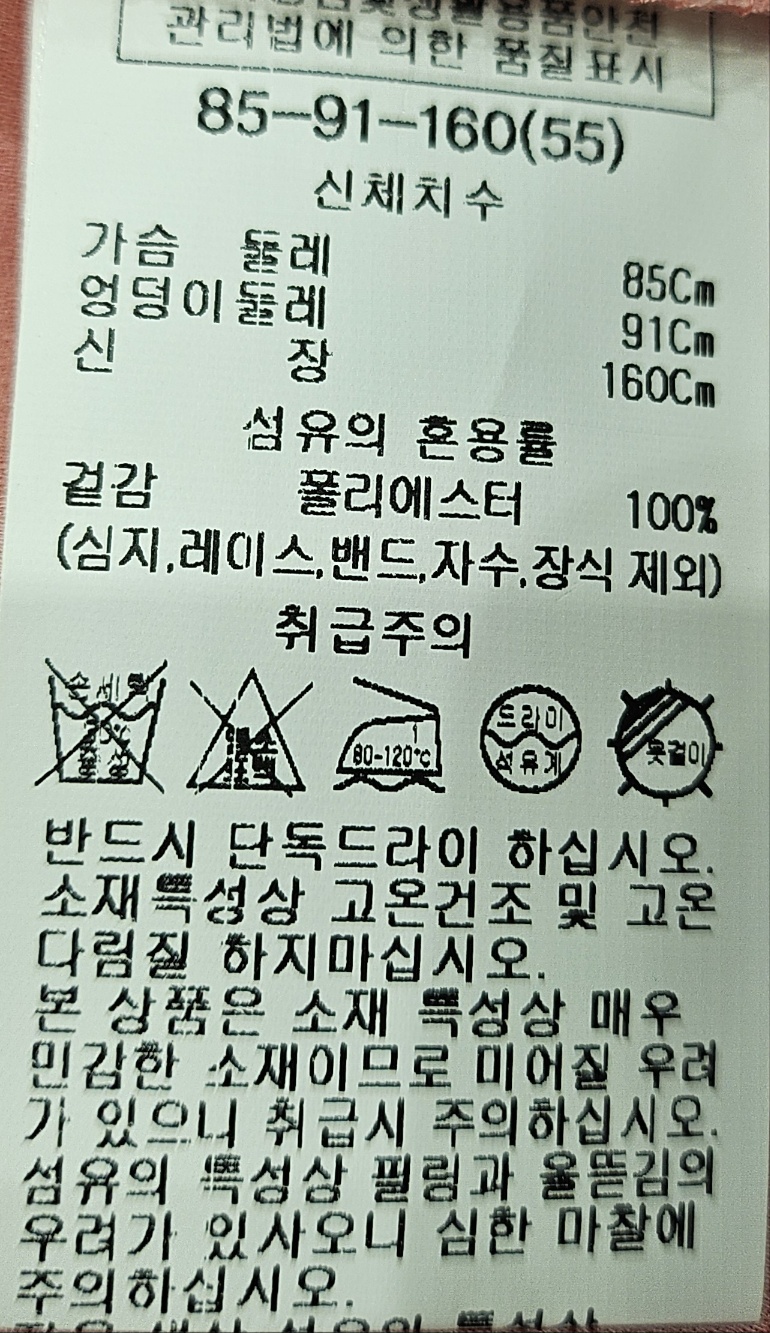 생활용품안전
관리법에 의한 품질표시
85-91-160(55)
신체치수
가슴 둘레 85Cm
엉덩이둘레 91Cm
신 장 160Cm
섬유의 혼용률
겉감 폴리에스터 100%
(심지,레이스,밴드,자수,장식 제외)
취급주의
손세탁
80-120℃
드라이
석유계
옷걸이
반드시 단독드라이 하십시오.
소재특성상 고온건조 및 고온
다림질 하지마십시오.
본 상품은 소재 특성상 매우
민감한 소재이므로 미어질 우려
가 있으니 취급시 주의하십시오.
섬유의 특성상 필링과 올뜯김의
우려가 있사오니 심한 마찰에
주의하십시오.